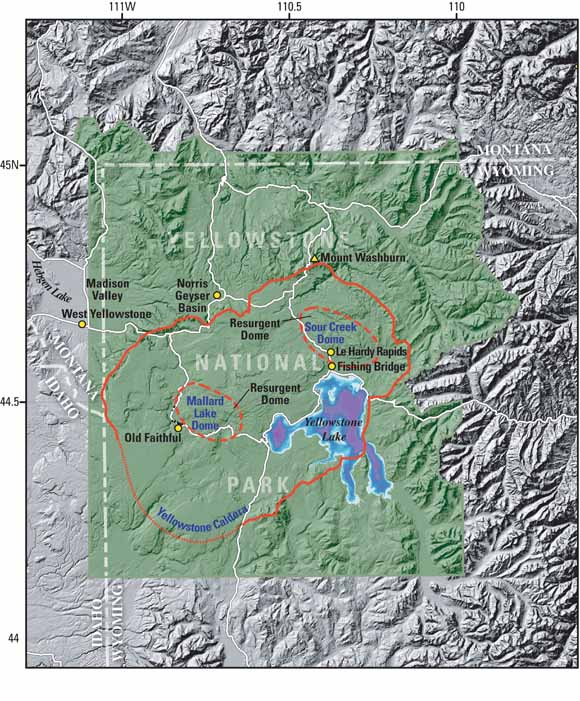 111W
110.5
110
45N
44.5
44
MONTANA
WYOMING
YELLOWSTONE
Mount Washburn
Hebgen Lake
Madison
Valley
Norris
Geyser
Basin
West Yellowstone
Resurgent
Dome
Sour Creek
Dome
Le Hardy Rapids
Fishing Bridge
MONTANA
IDAHO
NATIONAL
Resurgent
Dome
Mallard
Lake
Dome
Old Faithful
Yellowstone
Lake
PARK
Yellowstone Caldera
IDAHO
WYOMING